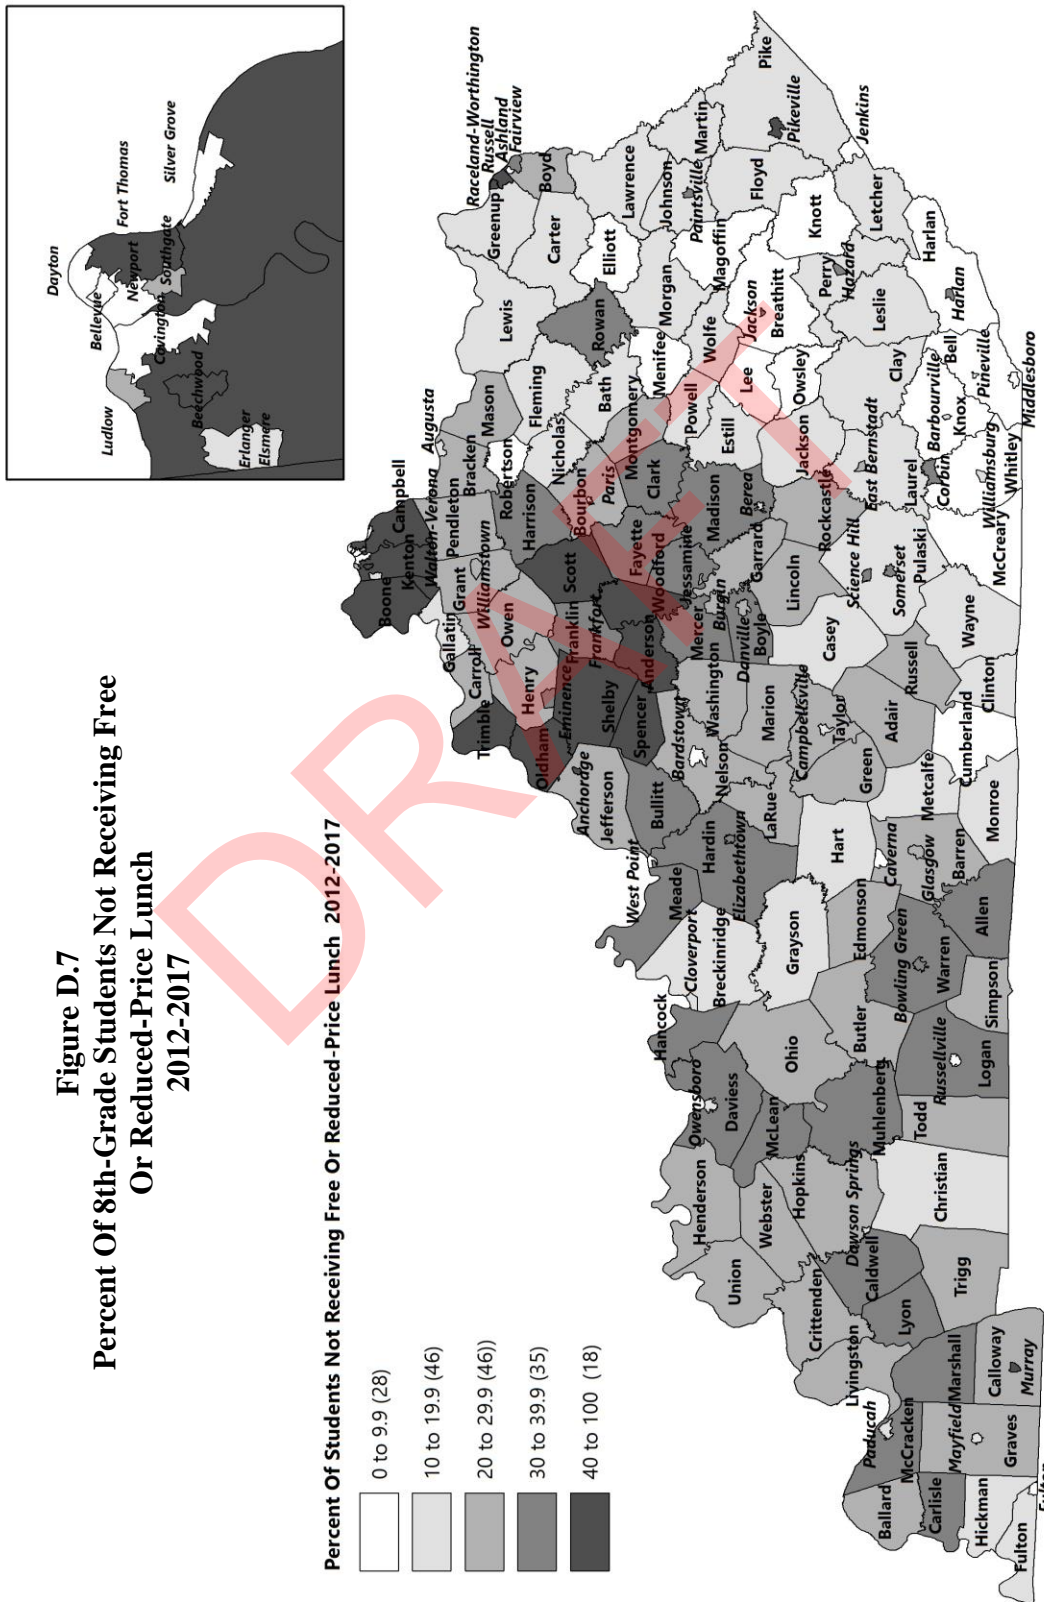 Figure D.7
Percent Of 8th-Grade Students Not Receiving Free
Or Reduced-Price Lunch
2012-2017
Percent Of Students Not Receiving Free Or Reduced-Price Lunch 2012-2017
0 to 9.9 (28)
10 to 19.9 (46)
20 to 29.9 (46))
30 to 39.9 (35)
40 to 100 (18)
DRAFT
Dayton
Bellevue
Fort Thomas
Newport
Silver Grove
Southgate
Covington
Ludlow
Beechwood
Erlanger
Elsmere
Raceland-Worthington
Russell
Ashland
Fairview
Greenup
Boyd
Carter
Lewis
Lawrence
Elliott
Rowan
Johnson
Martin
Paintsville
Pike
Pikeville
Floyd
Magoffin
Morgan
Menifee
Wolfe
Jackson
Breathitt
Knott
Jenkins
Letcher
Perry
Hazard
Leslie
Harlan
Harlan
Bell
Pineville
Middlesboro
Clay
Owsley
Lee
Powell
Estill
Jackson
East Bernstadt
Laurel
Barbourville
Knox
Corbin
Williamsburg
Whitley
McCreary
Campbell
Kenton
Boone
Walton-Verona
Augusta
Bracken
Mason
Fleming
Robertson
Pendleton
Grant
Williamstown
Nicholas
Bath
Montgomery
Harrison
Bourbon
Paris
Clark
Gallatin
Carroll
Owen
Scott
Fayette
Madison
Berea
Trimble
Henry
Eminence
Franklin
Frankfort
Woodford
Jessamine
Garrard
Rockcastle
Oldham
Shelby
Anderson
Mercer
Burgin
Danville
Boyle
Lincoln
Science Hill
Somerset
Pulaski
Anchorage
Jefferson
Spencer
Bullitt
Bardstown
Nelson
Washington
Marion
Casey
Wayne
Russell
Clinton
Campbellsville
Taylor
Adair
Green
Cumberland
Metcalfe
Monroe
LaRue
Hardin
Elizabethtown
Hart
Caverna
Glasgow
Barren
West Point
Meade
Cloverport
Breckinridge
Grayson
Edmonson
Bowling Green
Warren
Allen
Hancock
Ohio
Butler
Simpson
Owensboro
Daviess
McLean
Muhlenberg
Russellville
Logan
Todd
Henderson
Webster
Hopkins
Dawson Springs
Christian
Union
Crittenden
Caldwell
Lyon
Trigg
Livingston
Paducah
McCracken
Marshall
Calloway
Murray
Mayfield
Graves
Ballard
Carlisle
Hickman
Fulton